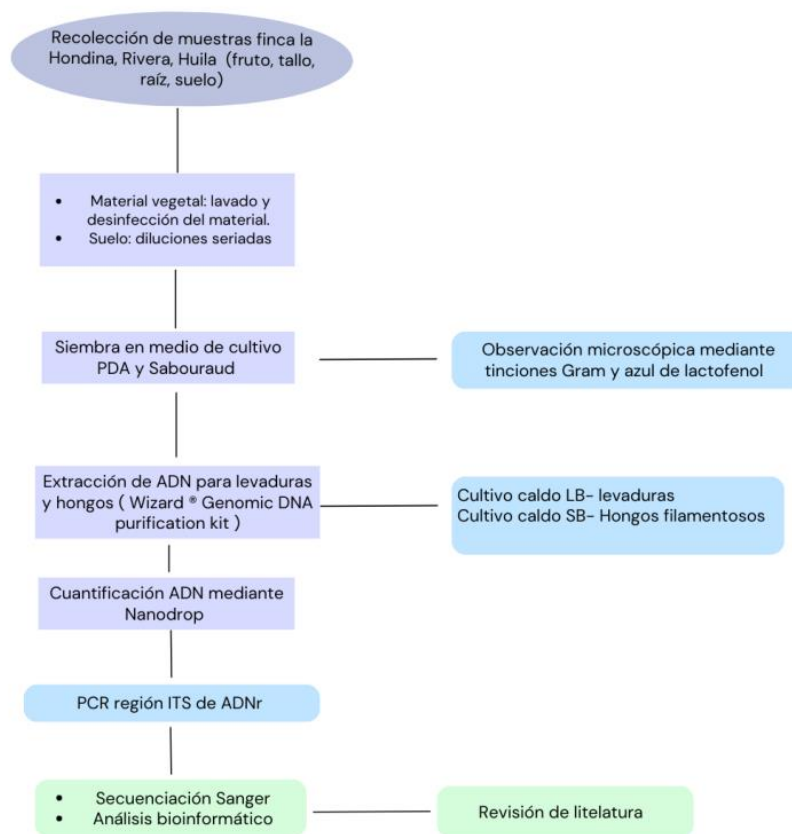 Recolección de muestras finca la
Hondina, Rivera, Huila (fruto, tallo,
raíz, suelo)
• Material vegetal: lavado y
desinfección del material.
• Suelo: diluciones seriadas
Siembra en medio de cultivo
PDA y Sabouraud
Observación microscópica mediante
tinciones Gram y azul de lactofenol
Extracción de ADN para levaduras
y hongos ( Wizard ® Genomic DNA
purification kit )
Cultivo caldo LB- levaduras
Cultivo caldo SB- Hongos filamentosos
Cuantificación ADN mediante
Nanodrop
PCR región ITS de ADNr
• Secuenciación Sanger
• Análisis bioinformático
Revisión de litelatura